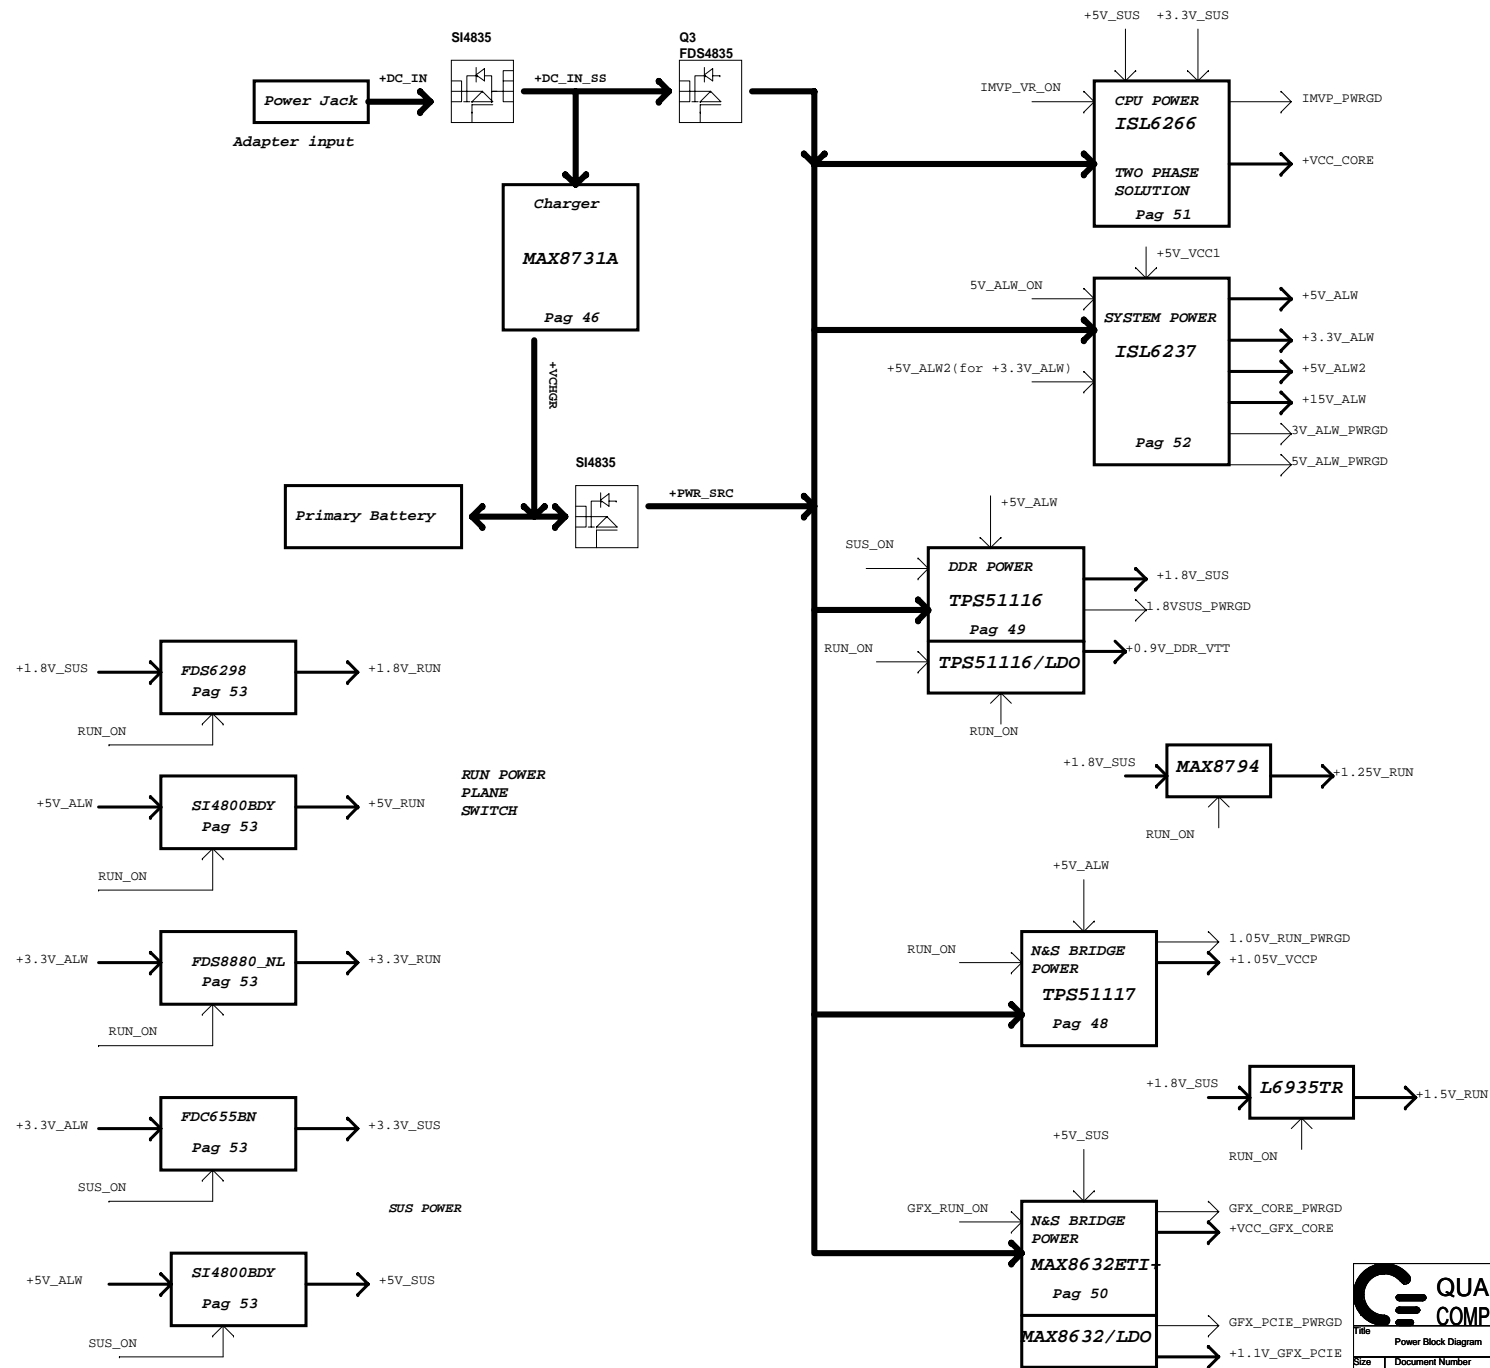 SI4835
+DC_IN
Power Jack
Adapter input
+DC_IN_SS
Q3
FDS4835
Charger
MAX8731A
Pag 46
+VCHGR
SI4835
Primary Battery
+PWR_SRC
+5V_SUS
+3.3V_SUS
IMVP_VR_ON
CPU POWER
ISL6266
TWO PHASE
SOLUTION
Pag 51
IMVP_PWRGD
+VCC_CORE
+5V_VCC1
5V_ALW_ON
SYSTEM POWER
ISL6237
+5V_ALW2(for +3.3V_ALW)
Pag 52
+5V_ALW
+3.3V_ALW
+5V_ALW2
+15V_ALW
3V_ALW_PWRGD
5V_ALW_PWRGD
+5V_ALW
SUS_ON
DDR POWER
TPS51116
Pag 49
RUN_ON
TPS51116/LDO
RUN_ON
+1.8V_SUS
1.8VSUS_PWRGD
+0.9V_DDR_VTT
+1.8V_SUS
MAX8794
+1.25V_RUN
RUN_ON
+5V_ALW
RUN_ON
N&S BRIDGE
POWER
TPS51117
Pag 48
1.05V_RUN_PWRGD
+1.05V_VCCP
+1.8V_SUS
L6935TR
+1.5V_RUN
RUN_ON
+5V_SUS
GFX_RUN_ON
N&S BRIDGE
POWER
MAX8632ETI+
Pag 50
MAX8632/LDO
GFX_CORE_PWRGD
+VCC_GFX_CORE
GFX_PCIE_PWRGD
+1.1V_GFX_PCIE
+1.8V_SUS
FDS6298
Pag 53
+1.8V_RUN
RUN_ON
+5V_ALW
SI4800BDY
Pag 53
+5V_RUN
RUN_ON
RUN POWER
PLANE
SWITCH
+3.3V_ALW
FDS8880_NL
Pag 53
+3.3V_RUN
RUN_ON
+3.3V_ALW
FDC655BN
Pag 53
+3.3V_SUS
SUS_ON
SUS POWER
+5V_ALW
SI4800BDY
Pag 53
+5V_SUS
SUS_ON
QUA
COMP
Title
Power Block Diagram
Size
Document Number